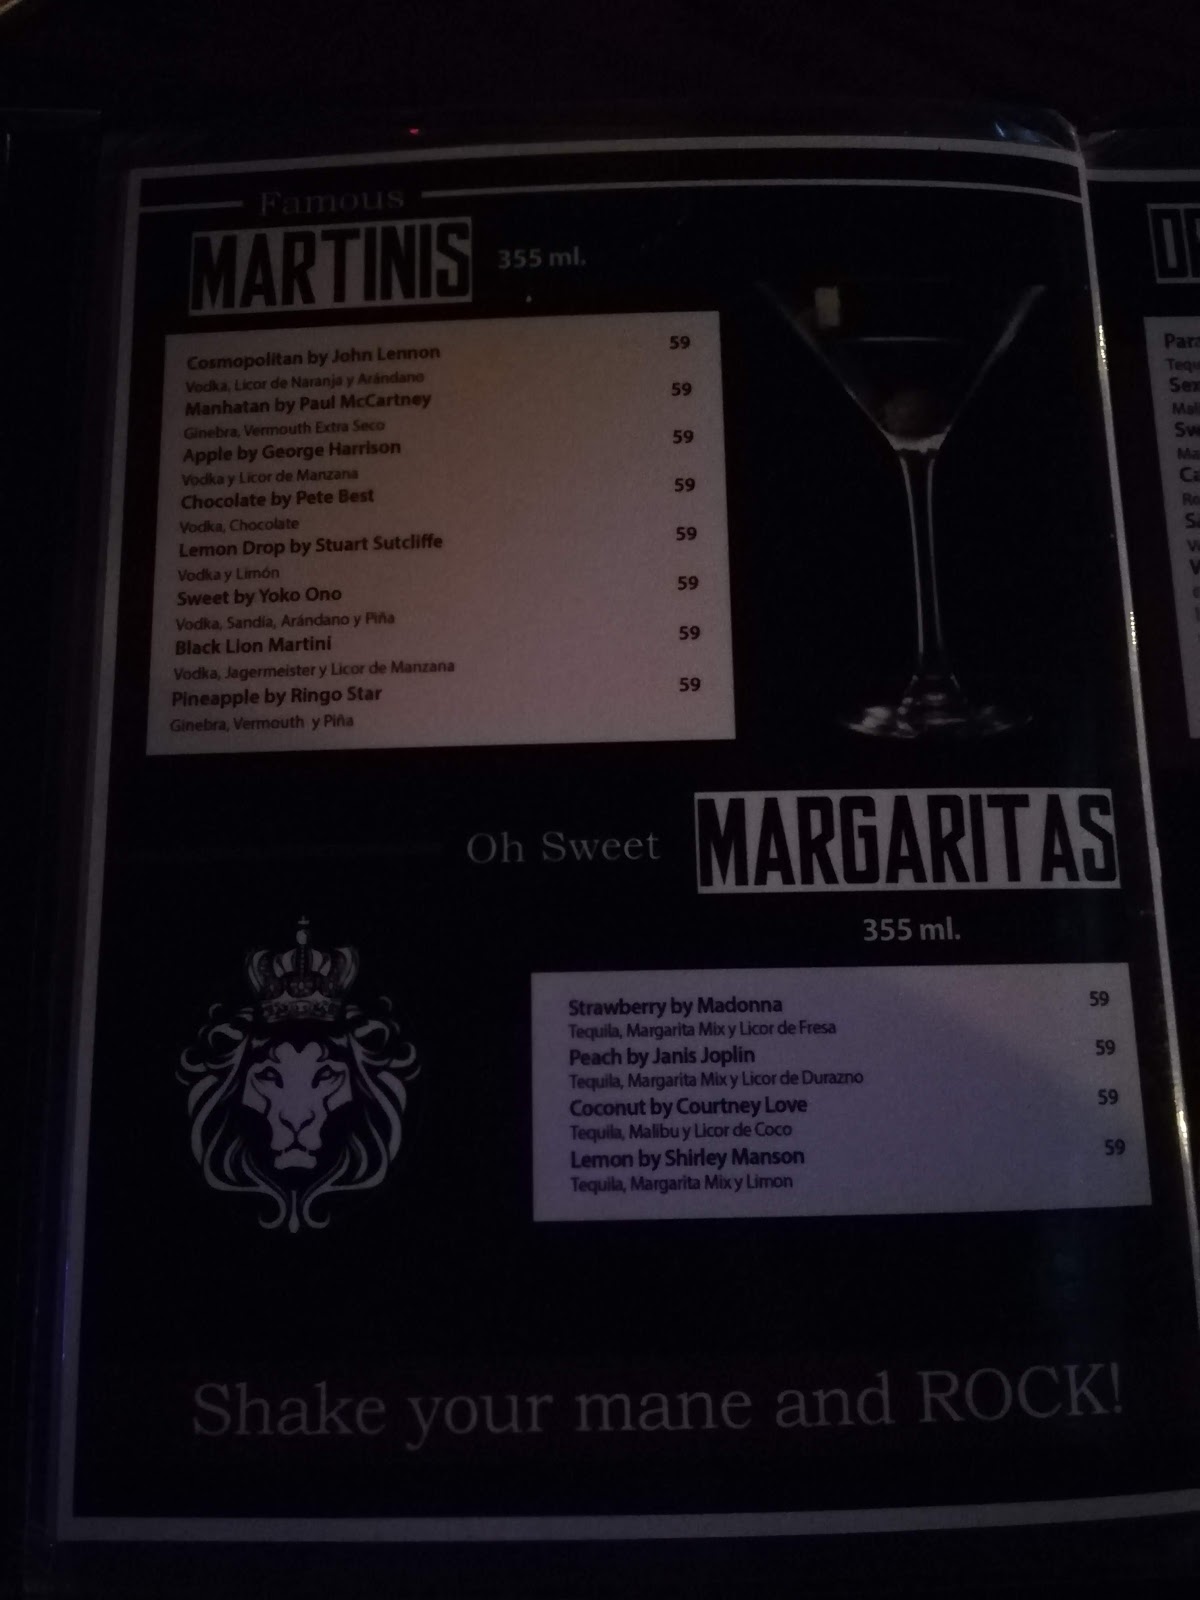 Famous
MARTINIS 355 ml.
Cosmopolitan by John Lennon 59
Vodka, Licor de Naranja y Arándano
Manhatan by Paul McCartney 59
Ginebra, Vermouth Extra Seco
Apple by George Harrison 59
Vodka y Licor de Manzana
Chocolate by Pete Best 59
Vodka, Chocolate
Lemon Drop by Stuart Sutcliffe 59
Vodka y Limón
Sweet by Yoko Ono 59
Vodka, Sandía, Arándano y Piña
Black Lion Martini 59
Vodka, Jagermeister y Licor de Manzana
Pineapple by Ringo Star 59
Ginebra, Vermouth y Piña
Oh Sweet MARGARITAS
355 ml.
Strawberry by Madonna 59
Tequila, Margarita Mix y Licor de Fresa
Peach by Janis Joplin 59
Tequila, Margarita Mix y Licor de Durazno
Coconut by Courtney Love 59
Tequila, Malibu y Licor de Coco
Lemon by Shirley Manson 59
Tequila, Margarita Mix y Limon
Shake your mane and ROCK!